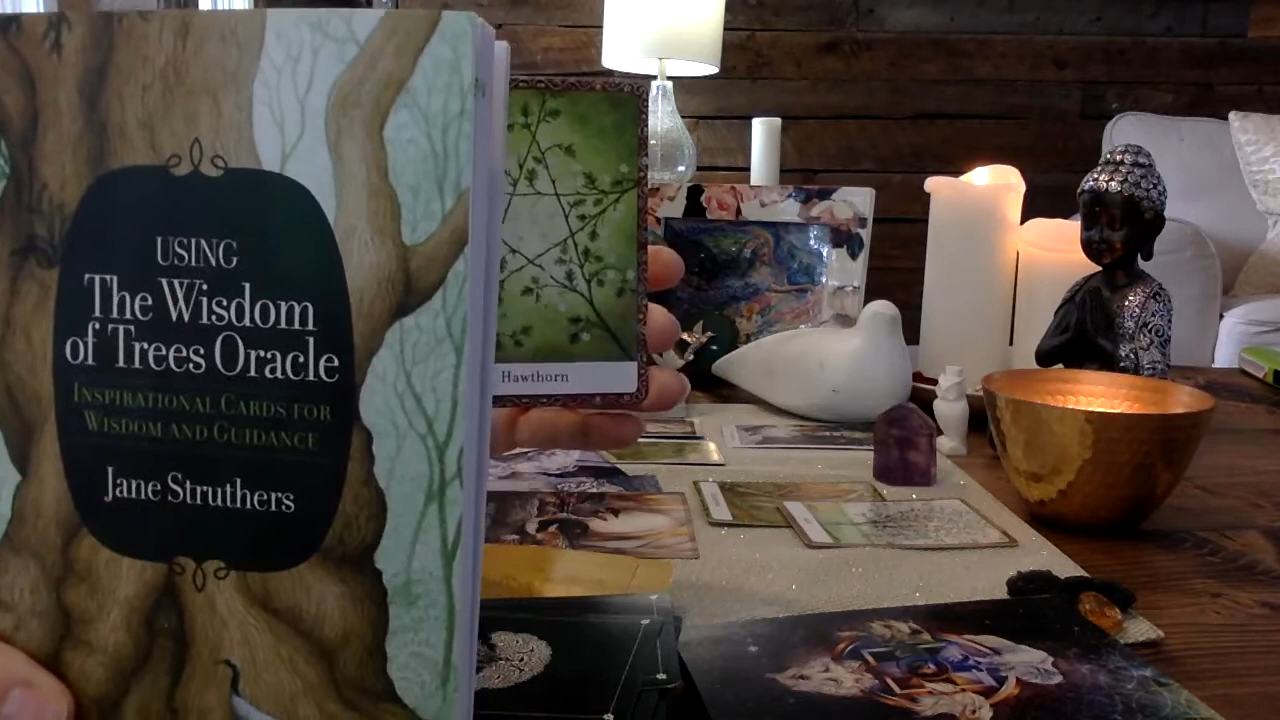 USING
The Wisdom
of Trees Oracle
INSPIRATIONAL CARDS FOR
WISDOM AND GUIDANCE
Jane Struthers
Hawthorn